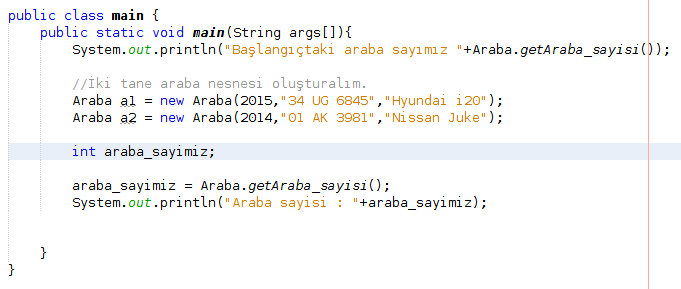 public class main {
public static void main(String args[]){
System.out.println("Başlangıçtaki araba sayımız "+Araba.getAraba_sayisi());
//İki tane araba nesnesi oluşturalım.
Araba a1 = new Araba(2015,"34 UG 6845","Hyundai i20");
Araba a2 = new Araba(2014,"01 AK 3981","Nissan Juke");
int araba_sayimiz;
araba_sayimiz = Araba.getAraba_sayisi();
System.out.println("Araba sayisi : "+araba_sayimiz);
}
}